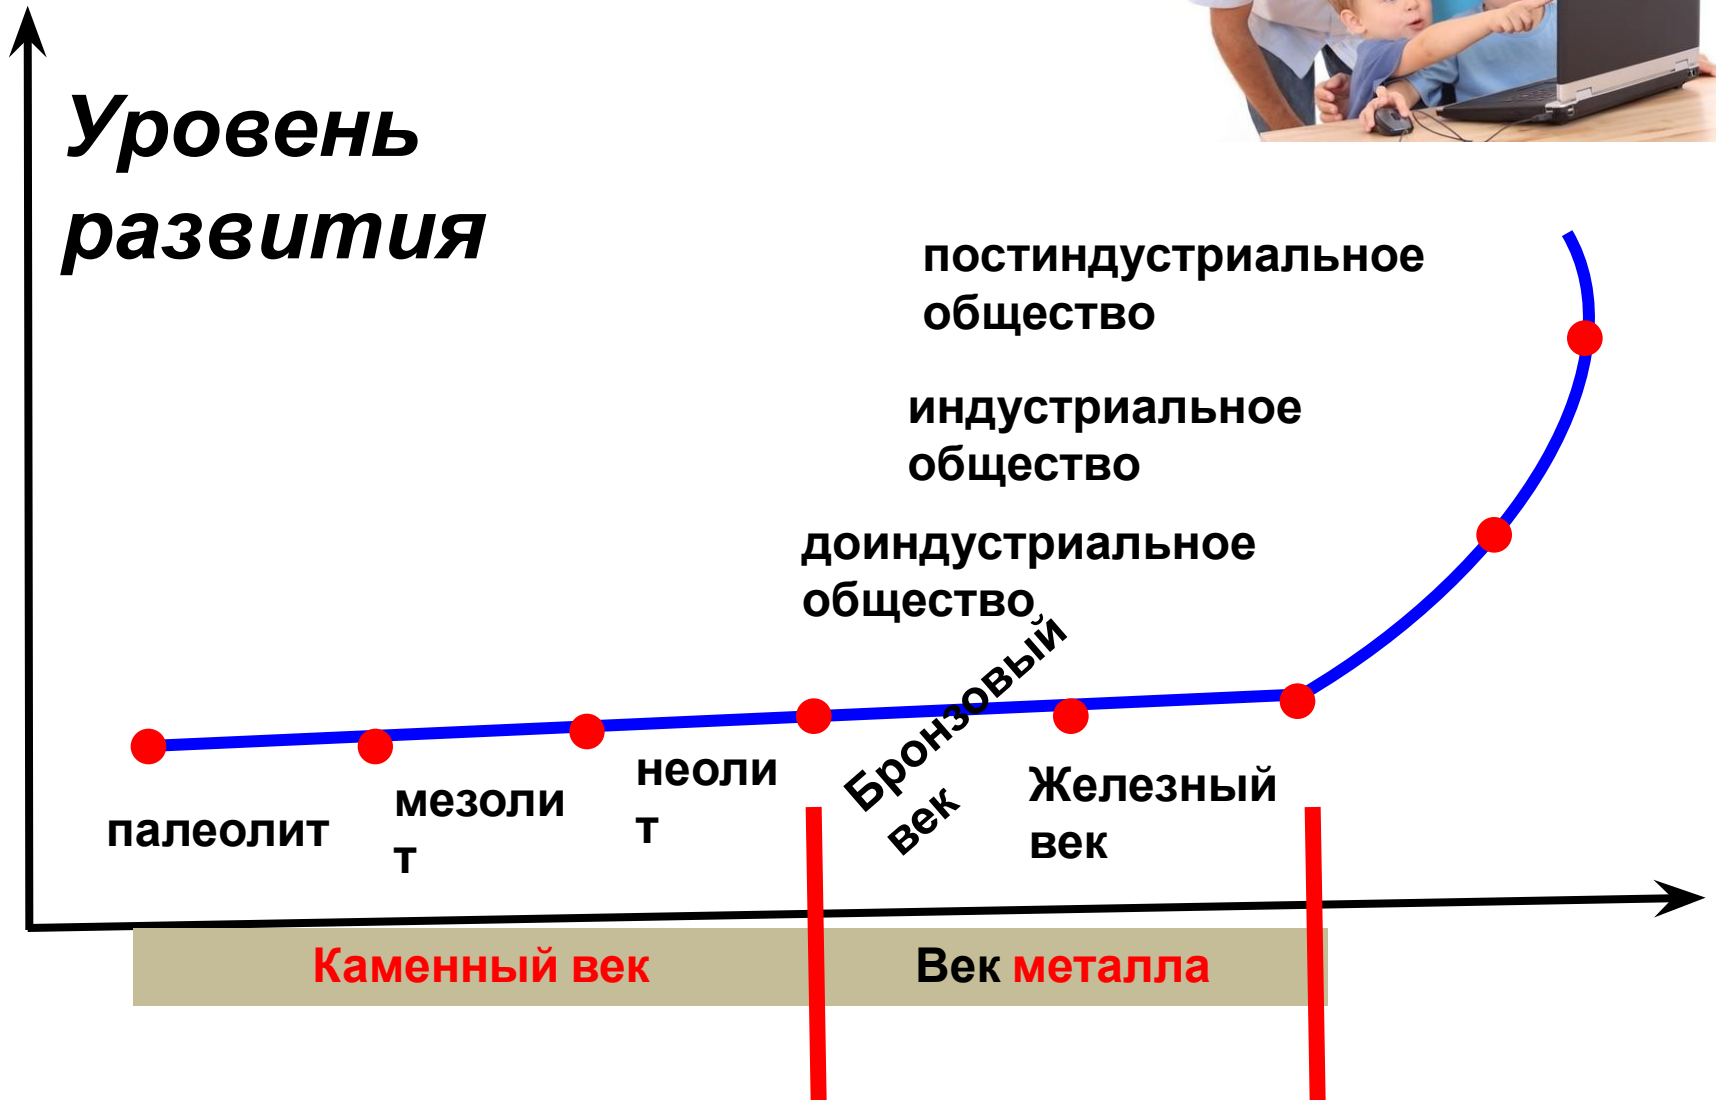 Уровень
развития
постиндустриальное
общество
индустриальное
общество
доиндустриальное
общество
Бронзовый
век
неоли
т
мезоли
т
палеолит
Железный
век
Каменный век
Век металла